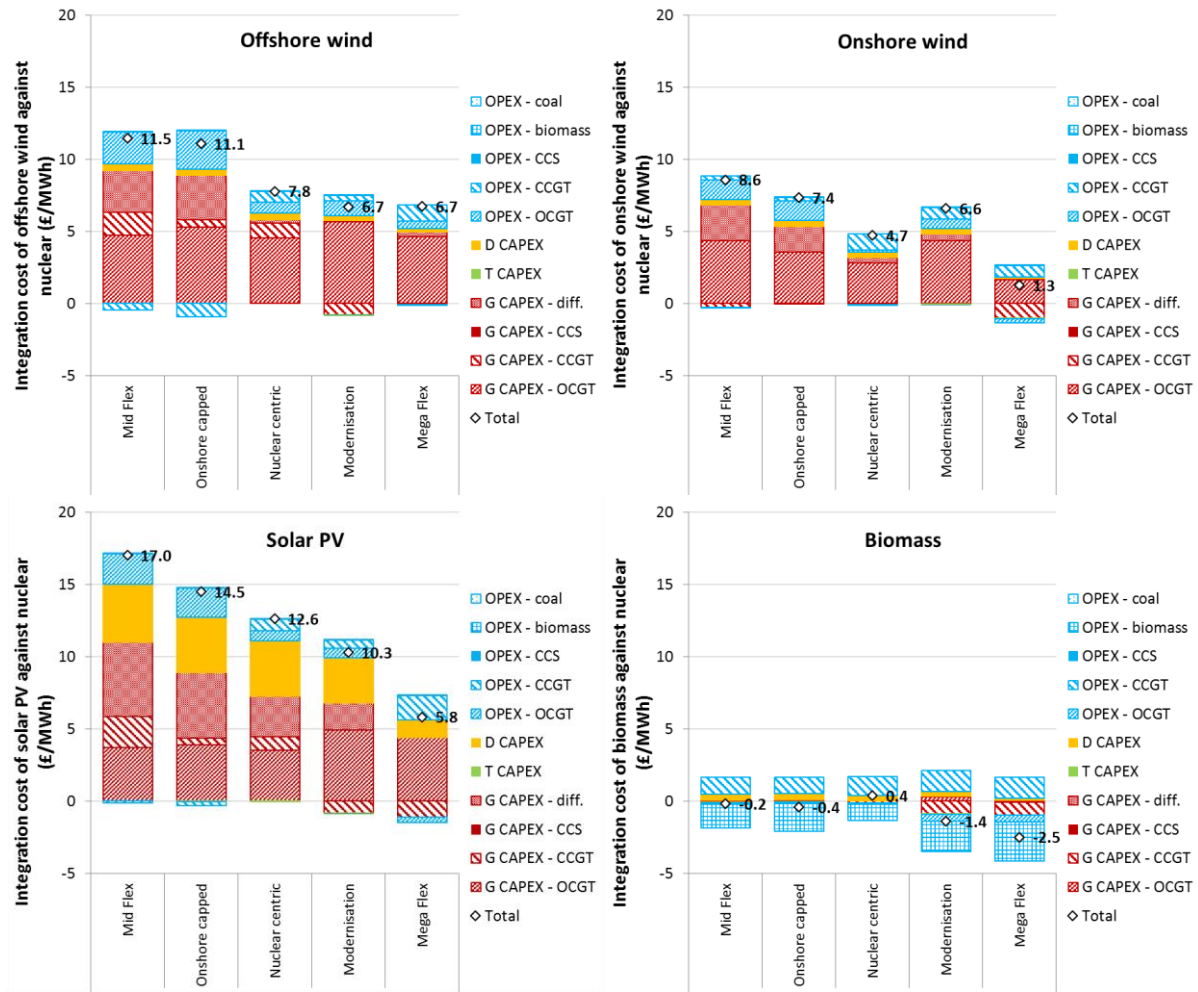 Offshore wind
Integration cost of offshore wind against
nuclear (£/MWh)
20
15
10
5
0
-5
11.5
11.1
7.8
6.7
6.7
Mid Flex
Onshore capped
Nuclear centric
Modernisation
Mega Flex
OPEX - coal
OPEX - biomass
OPEX - CCS
OPEX - CCGT
OPEX - OCGT
D CAPEX
T CAPEX
G CAPEX - diff.
G CAPEX - CCS
G CAPEX - CCGT
G CAPEX - OCGT
Total
Onshore wind
Integration cost of onshore wind against
nuclear (£/MWh)
20
15
10
5
0
-5
8.6
7.4
4.7
6.6
1.3
Mid Flex
Onshore capped
Nuclear centric
Modernisation
Mega Flex
OPEX - coal
OPEX - biomass
OPEX - CCS
OPEX - CCGT
OPEX - OCGT
D CAPEX
T CAPEX
G CAPEX - diff.
G CAPEX - CCS
G CAPEX - CCGT
G CAPEX - OCGT
Total
Solar PV
Integration cost of solar PV against nuclear
(£/MWh)
20
15
10
5
0
-5
17.0
14.5
12.6
10.3
5.8
Mid Flex
Onshore capped
Nuclear centric
Modernisation
Mega Flex
OPEX - coal
OPEX - biomass
OPEX - CCS
OPEX - CCGT
OPEX - OCGT
D CAPEX
T CAPEX
G CAPEX - diff.
G CAPEX - CCS
G CAPEX - CCGT
G CAPEX - OCGT
Total
Biomass
Integration cost of biomass against nuclear
(£/MWh)
20
15
10
5
0
-5
-0.2
-0.4
0.4
-1.4
-2.5
Mid Flex
Onshore capped
Nuclear centric
Modernisation
Mega Flex
OPEX - coal
OPEX - biomass
OPEX - CCS
OPEX - CCGT
OPEX - OCGT
D CAPEX
T CAPEX
G CAPEX - diff.
G CAPEX - CCS
G CAPEX - CCGT
G CAPEX - OCGT
Total